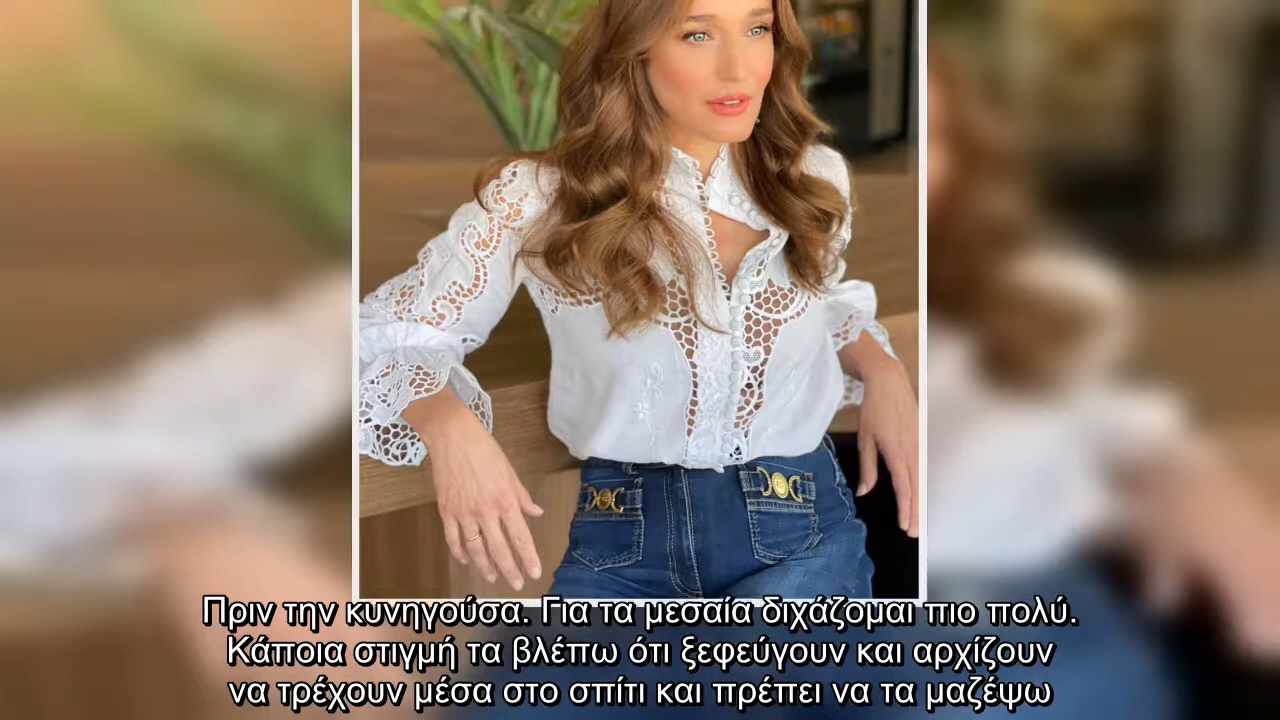 Πριν την κυνηγούσα. Για τα μεσαία διχάζομαι πιο πολύ.
Κάποια στιγμή τα βλέπω ότι ξεφεύγουν και αρχίζουν
να τρέχουν μέσα στο σπίτι και πρέπει να τα μαζέψω